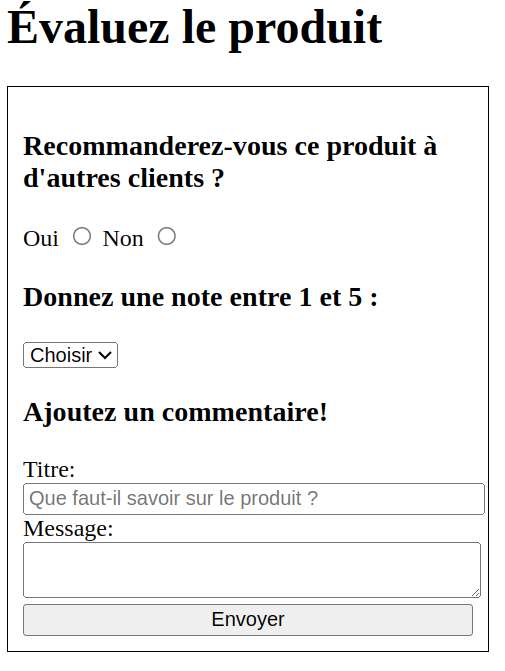 Évaluez le produit
Recommanderez-vous ce produit à
d'autres clients ?
Oui Non
Donnez une note entre 1 et 5 :
Choisir
Ajoutez un commentaire!
Titre:
Que faut-il savoir sur le produit ?
Message:
Envoyer